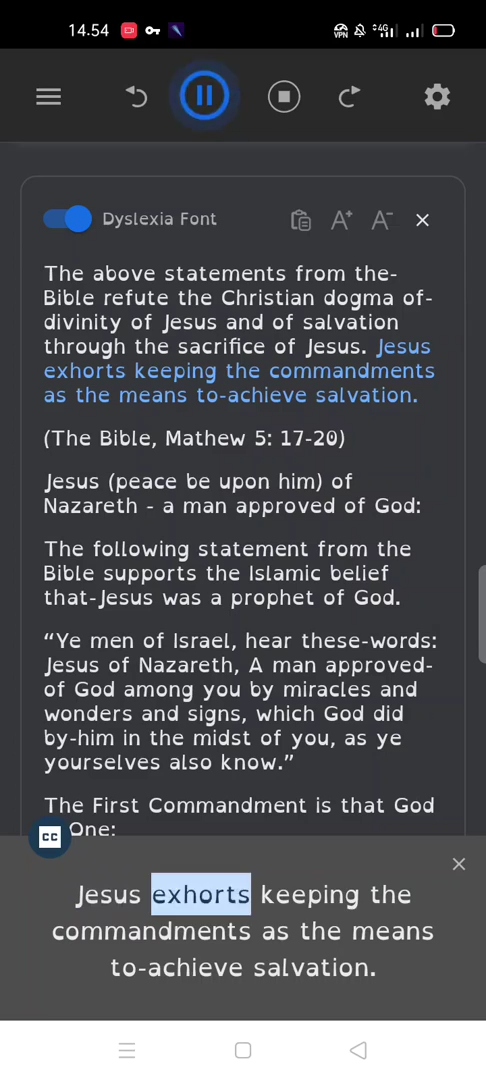 14.54
VPN
4G
Dyslexia Font
A+
A-
The above statements from the-
Bible refute the Christian dogma of-
divinity of Jesus and of salvation
through the sacrifice of Jesus. Jesus
exhorts keeping the commandments
as the means to-achieve salvation.
(The Bible, Mathew 5: 17-20)
Jesus (peace be upon him) of
Nazareth - a man approved of God:
The following statement from the
Bible supports the Islamic belief
that-Jesus was a prophet of God.
“Ye men of Israel, hear these-words:
Jesus of Nazareth, A man approved-
of God among you by miracles and
wonders and signs, which God did
by-him in the midst of you, as ye
yourselves also know.”
The First Commandment is that God
One:
CC
Jesus exhorts keeping the
commandments as the means
to-achieve salvation.